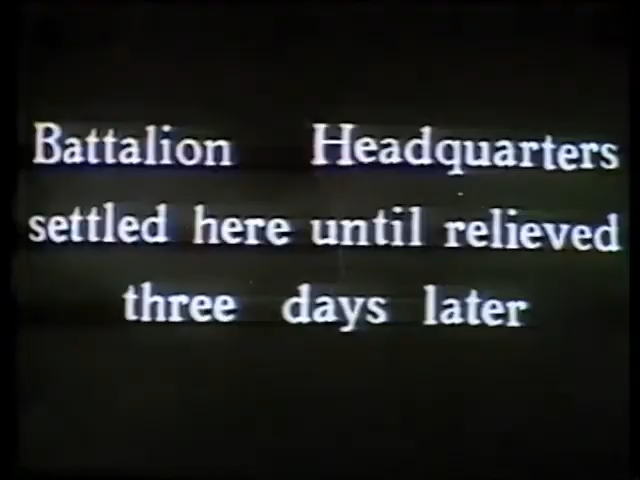 Battalion Headquarters
settled here until relieved
three days later